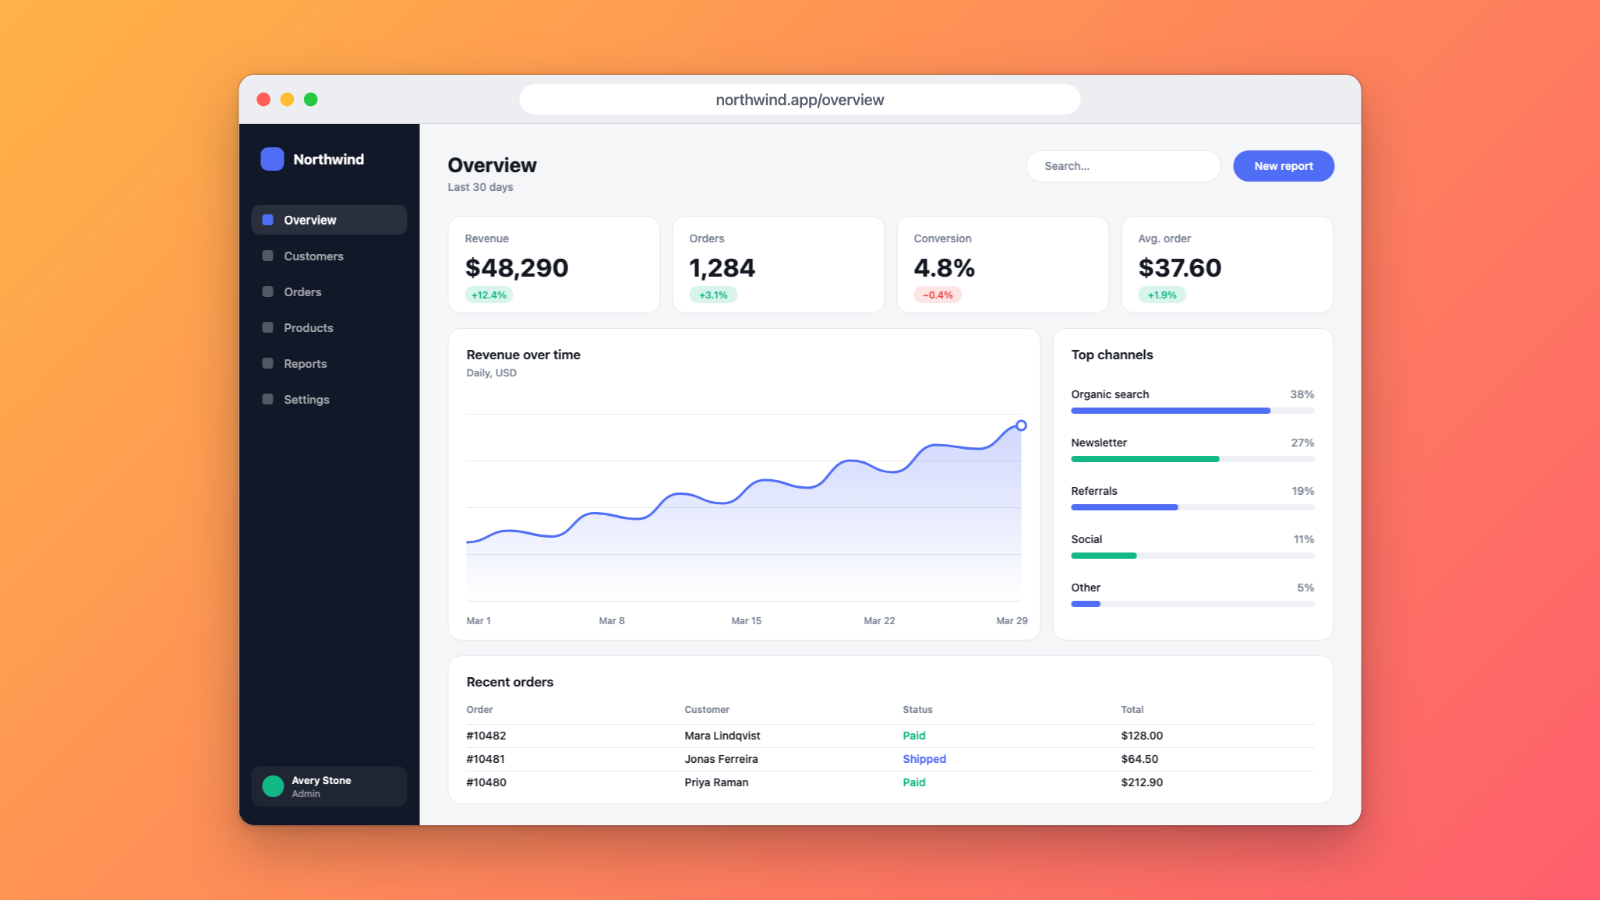 northwind.app/overview
Northwind
Overview
Customers
Orders
Products
Reports
Settings
Avery Stone
Admin
Overview
Last 30 days
Search...
New report
Revenue
$48,290
+12.4%
Orders
1,284
+3.1%
Conversion
4.8%
−0.4%
Avg. order
$37.60
+1.9%
Revenue over time
Daily, USD
Mar 1
Mar 8
Mar 15
Mar 22
Mar 29
Top channels
Organic search 38%
Newsletter 27%
Referrals 19%
Social 11%
Other 5%
Recent orders
Order Customer Status Total
#10482 Mara Lindqvist Paid $128.00
#10481 Jonas Ferreira Shipped $64.50
#10480 Priya Raman Paid $212.90